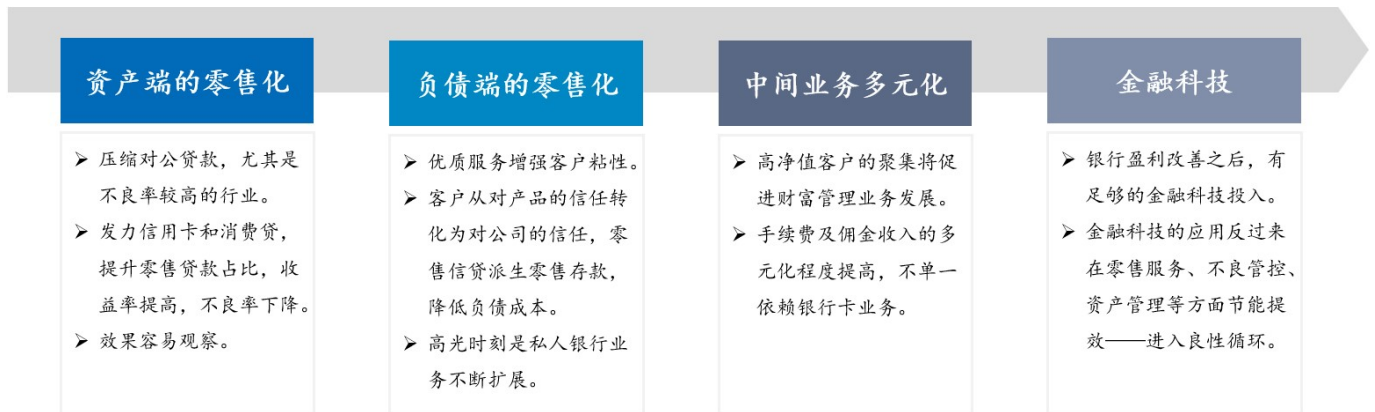 资产端的零售化
➢ 压缩对公贷款，尤其是
不良率较高的行业。
➢ 发力信用卡和消费贷，
提升零售贷款占比，收
益率提高，不良率下降。
➢ 效果容易观察。
负债端的零售化
➢ 优质服务增强客户粘性。
➢ 客户从对产品的信任转
化为对公司的信任，零
售信贷派生零售存款，
降低负债成本。
➢ 高光时刻是私人银行业
务不断扩展。
中间业务多元化
➢ 高净值客户的聚集将促
进财富管理业务发展。
➢ 手续费及佣金收入的多
元化程度提高，不单一
依赖银行卡业务。
金融科技
➢ 银行盈利改善之后，有
足够的金融科技投入。
➢ 金融科技的应用反过来
在零售服务、不良管控、
资产管理等方面节能提
效——进入良性循环。